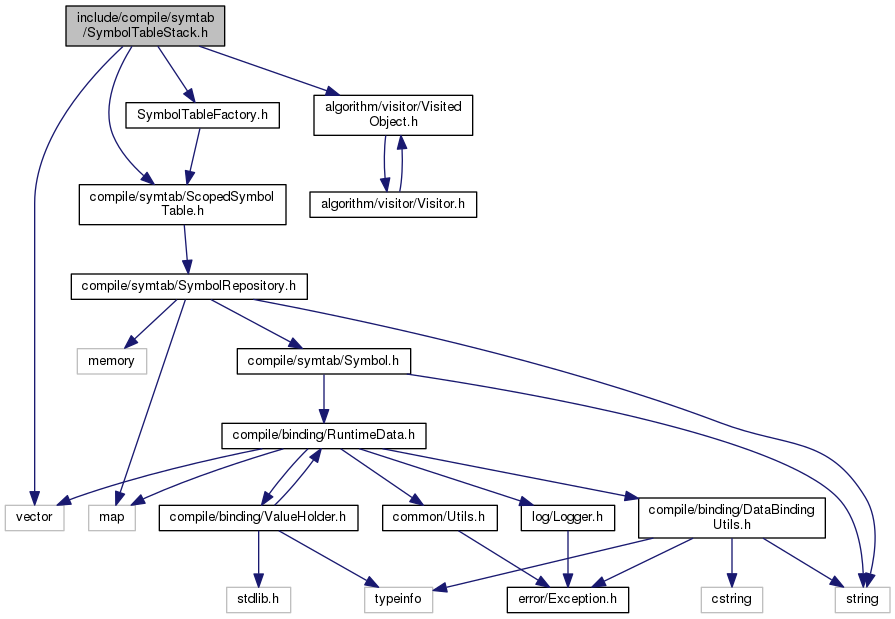 include/compile/symtab
/SymbolTableStack.h
SymbolTableFactory.h
algorithm/visitor/Visited
Object.h
compile/symtab/ScopedSymbol
Table.h
algorithm/visitor/Visitor.h
compile/symtab/SymbolRepository.h
memory
compile/symtab/Symbol.h
compile/binding/RuntimeData.h
vector
map
compile/binding/ValueHolder.h
common/Utils.h
log/Logger.h
compile/binding/DataBinding
Utils.h
stdlib.h
typeinfo
error/Exception.h
cstring
string